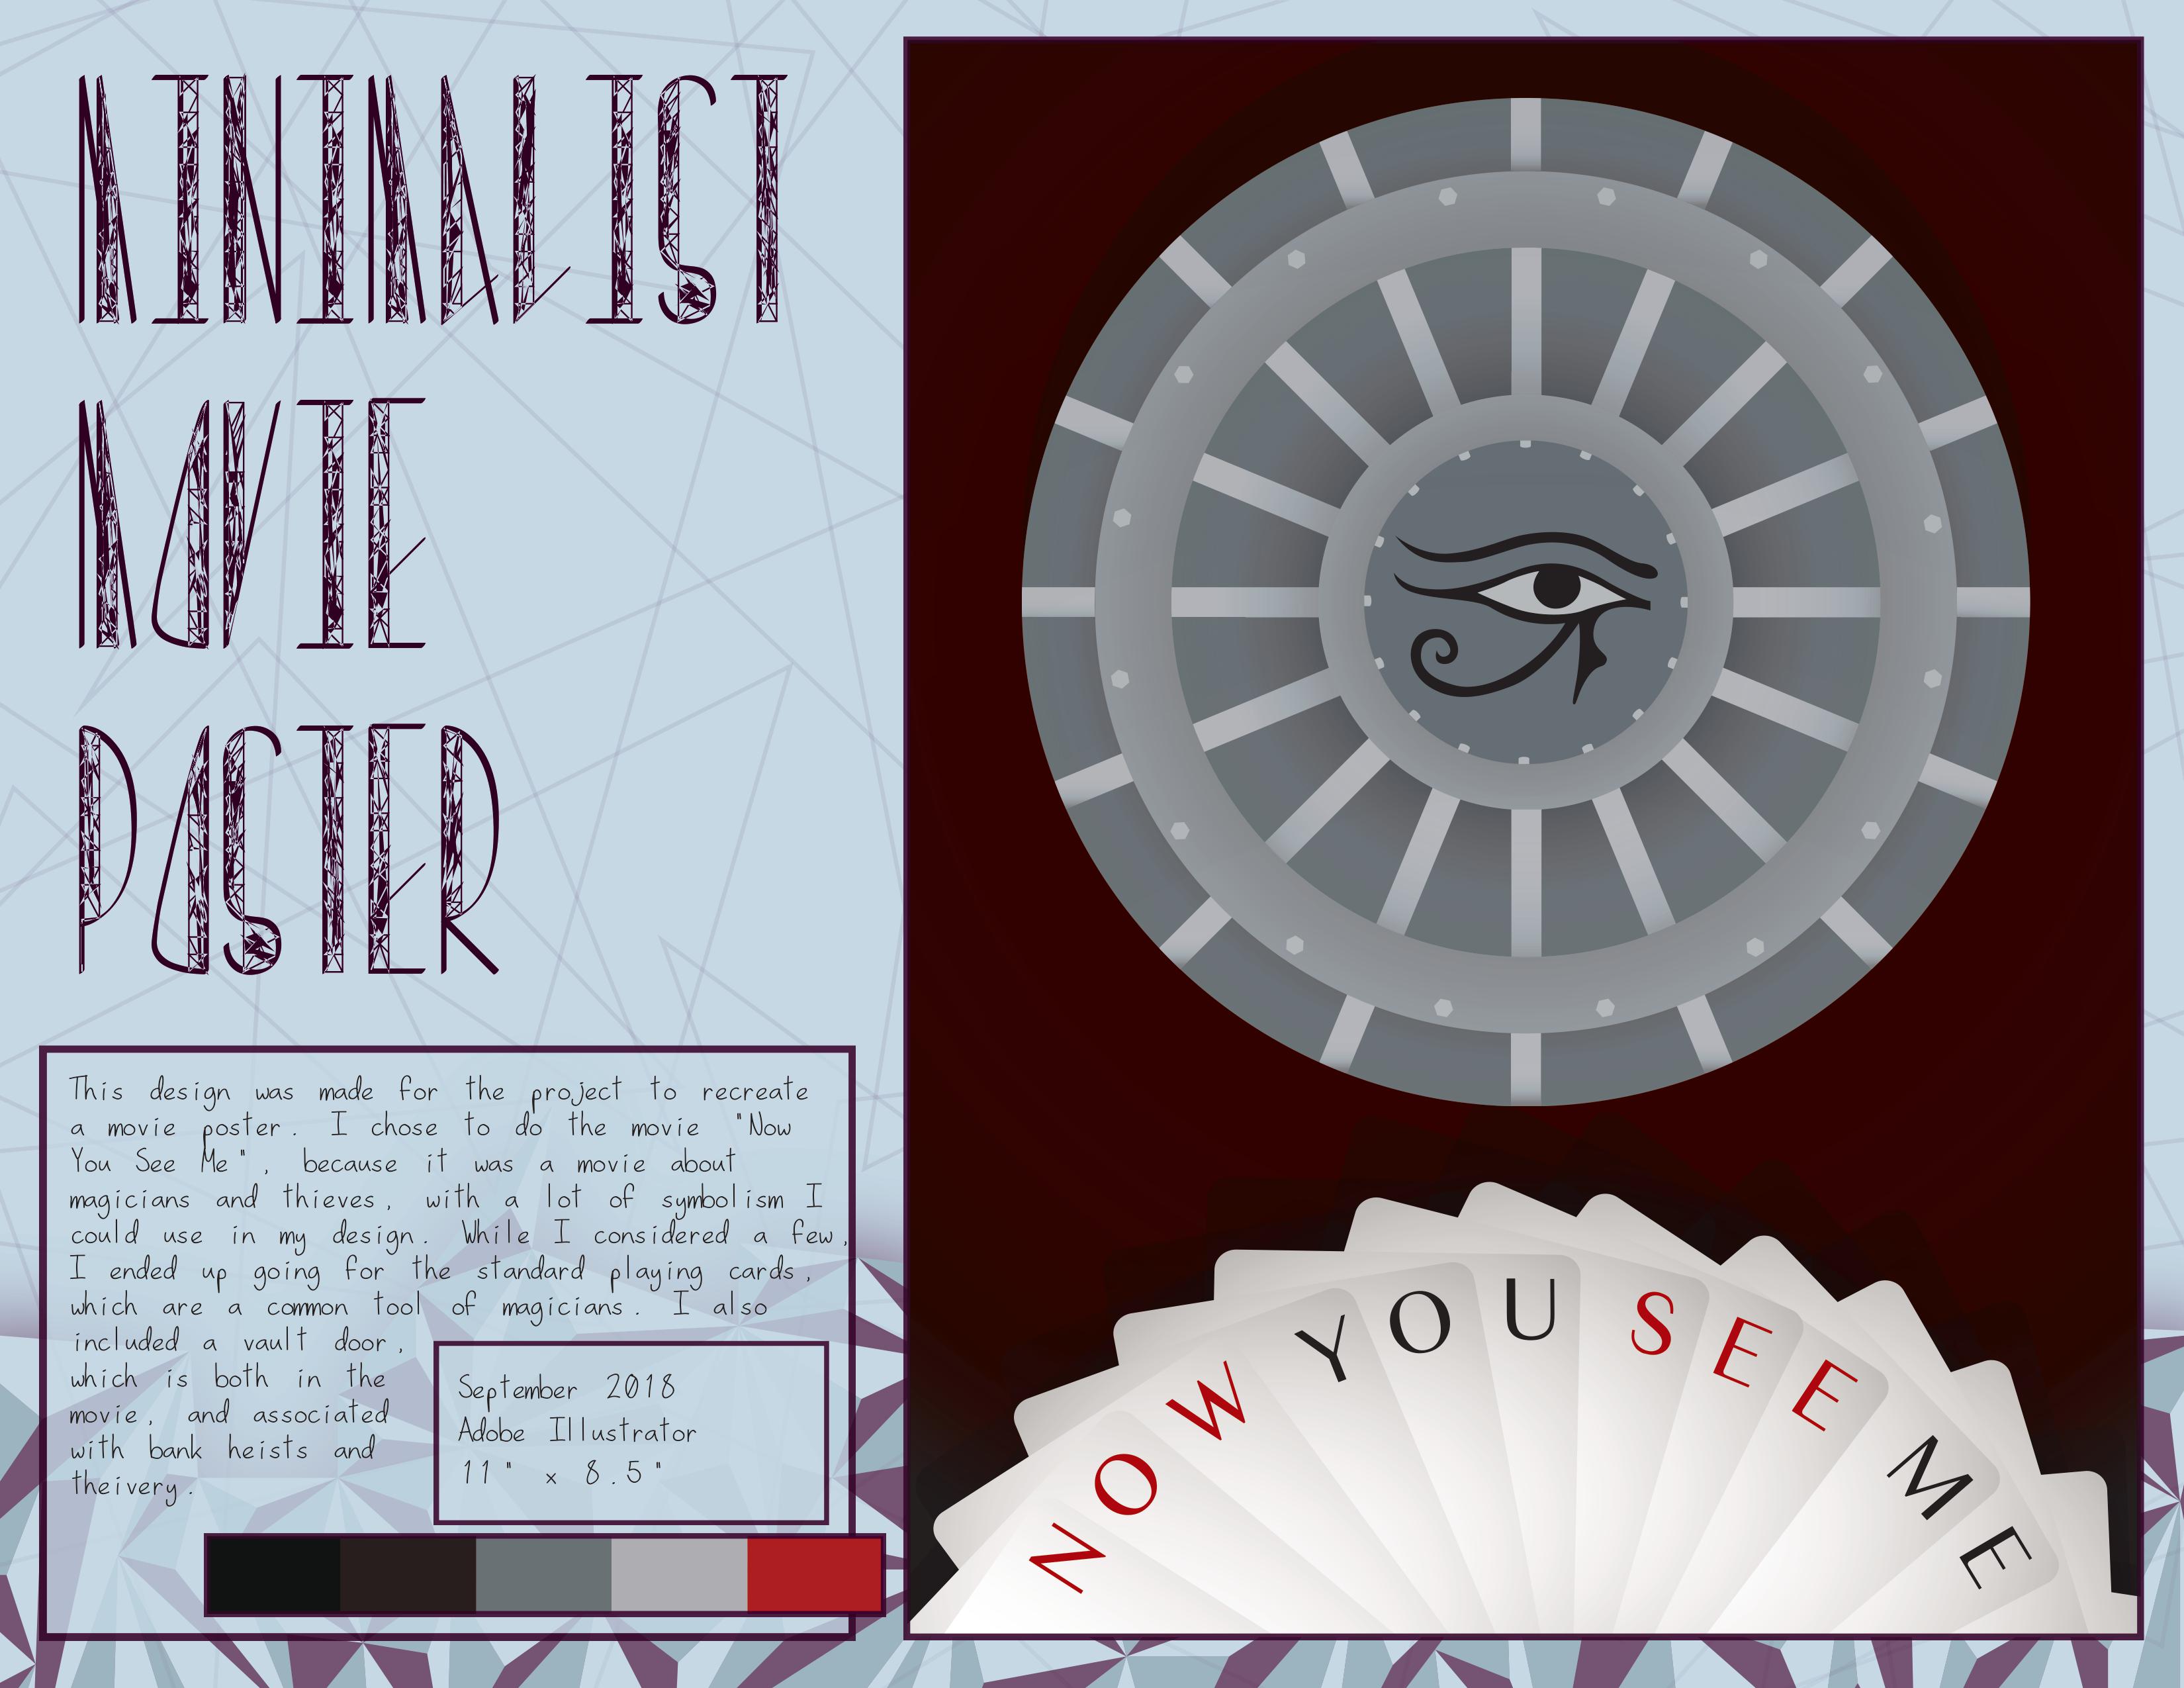 MINIMALIST
MOVIE
POSTER
This design was made for the project to recreate
a movie poster. I chose to do the movie "Now
You See Me", because it was a movie about
magicians and thieves, with a lot of symbolism I
could use in my design. While I considered a few,
I ended up going for the standard playing cards,
which are a common tool of magicians. I also
included a vault door,
which is both in the
movie, and associated
with bank heists and
theivery.
September 2018
Adobe Illustrator
11" x 8.5"
NOW YOU SEE ME